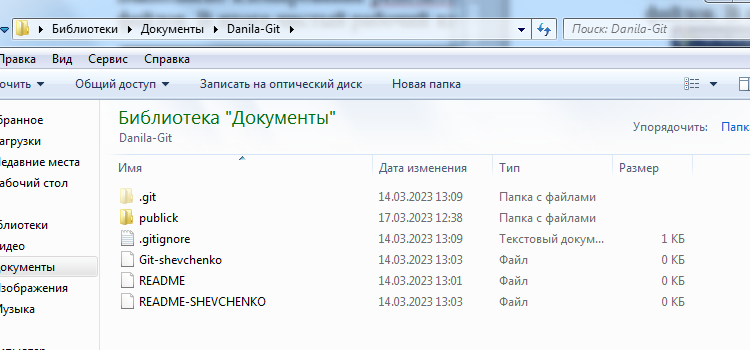 Библиотеки ▸ Документы ▸ Danila-Git ▸ Поиск: Danila-Git
Правка Вид Сервис Справка
Общий доступ Записать на оптический диск Новая папка
Библиотека "Документы"
Danila-Git
Упорядочить: Папк
Имя Дата изменения Тип Размер
.git 14.03.2023 13:09 Папка с файлами
publick 17.03.2023 12:38 Папка с файлами
.gitignore 14.03.2023 13:09 Текстовый докум... 1 КБ
Git-shevchenko 14.03.2023 13:03 Файл 0 КБ
README 14.03.2023 13:01 Файл 0 КБ
README-SHEVCHENKO 14.03.2023 13:03 Файл 0 КБ
бранное
агрузки
едавние места
абочий стол
блиотеки
идео
окументы
зображения
узыка